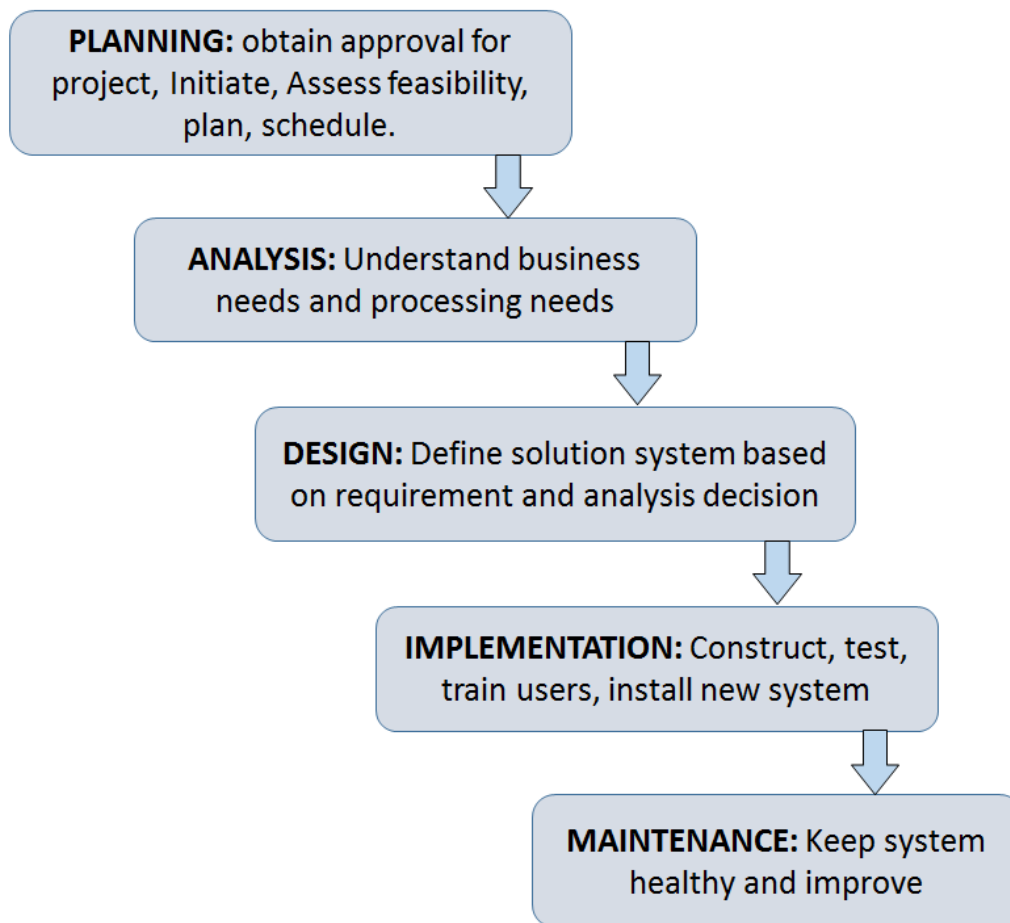 PLANNING: obtain approval for
project, Initiate, Assess feasibility,
plan, schedule.
ANALYSIS: Understand business
needs and processing needs
DESIGN: Define solution system based
on requirement and analysis decision
IMPLEMENTATION: Construct, test,
train users, install new system
MAINTENANCE: Keep system
healthy and improve